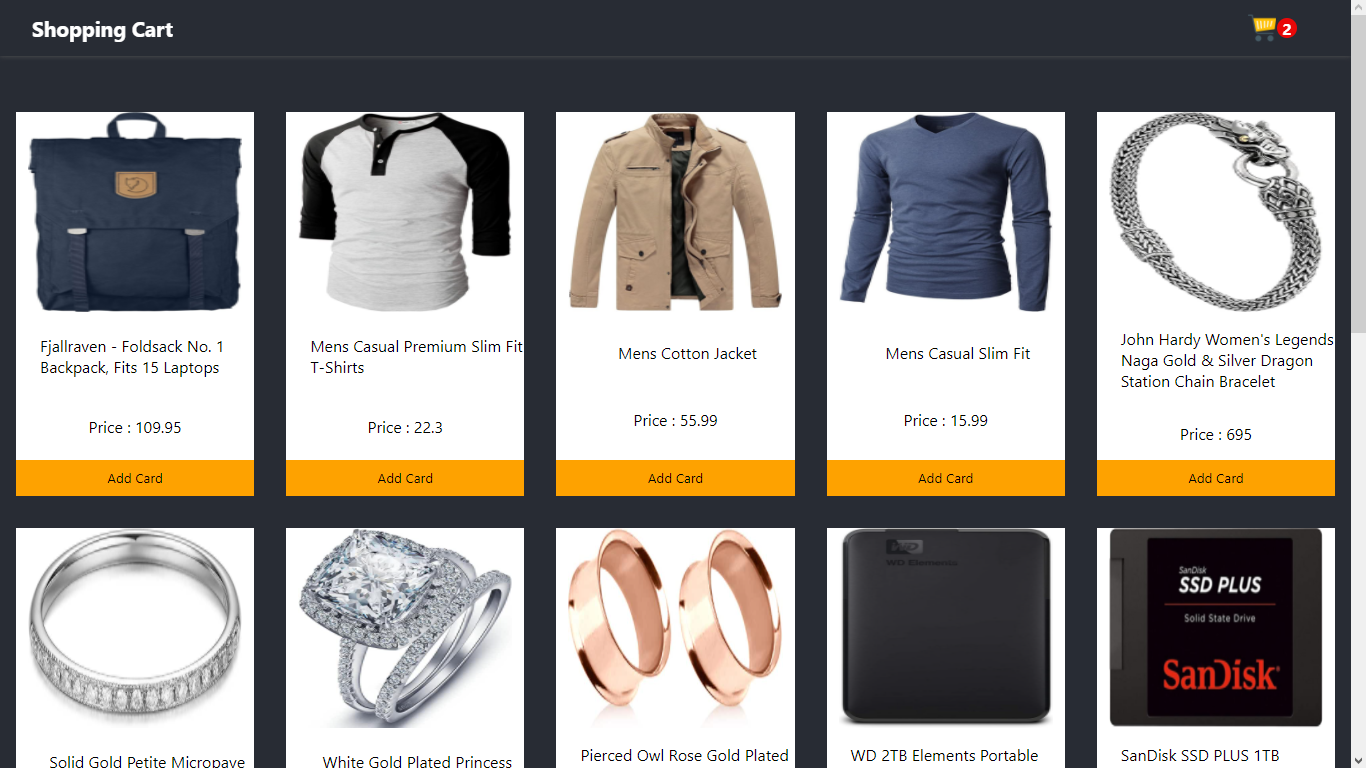 Shopping Cart
2
Fjallraven - Foldsack No. 1
Backpack, Fits 15 Laptops
Price : 109.95
Add Card
Mens Casual Premium Slim Fit
T-Shirts
Price : 22.3
Add Card
Mens Cotton Jacket
Price : 55.99
Add Card
Mens Casual Slim Fit
Price : 15.99
Add Card
John Hardy Women's Legends
Naga Gold & Silver Dragon
Station Chain Bracelet
Price : 695
Add Card
Solid Gold Petite Micropave
White Gold Plated Princess
Pierced Owl Rose Gold Plated
WD
WD Elements
WD 2TB Elements Portable
SanDisk
SSD PLUS
Solid State Drive
SanDisk
SanDisk SSD PLUS 1TB